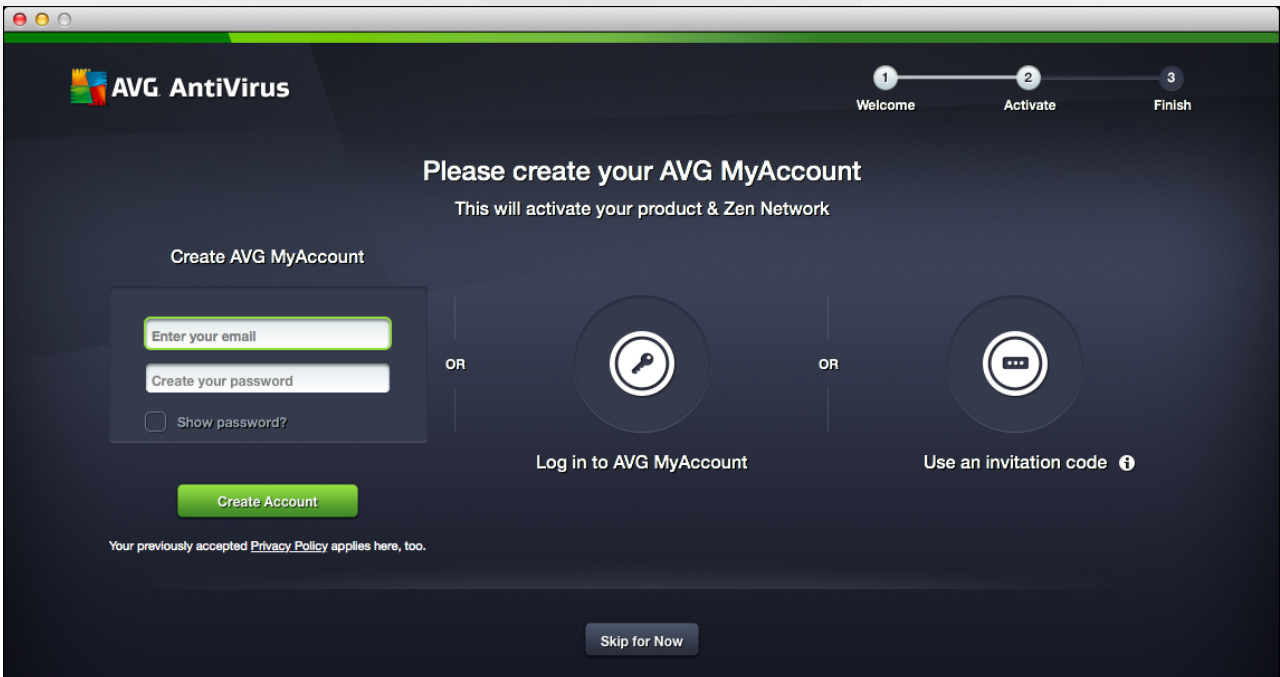 AVG AntiVirus
1 2 3
Welcome Activate Finish
Please create your AVG MyAccount
This will activate your product & Zen Network
Create AVG MyAccount
Enter your email
Create your password
Show password?
Create Account
Your previously accepted Privacy Policy applies here, too.
OR
Log in to AVG MyAccount
OR
Use an invitation code
Skip for Now